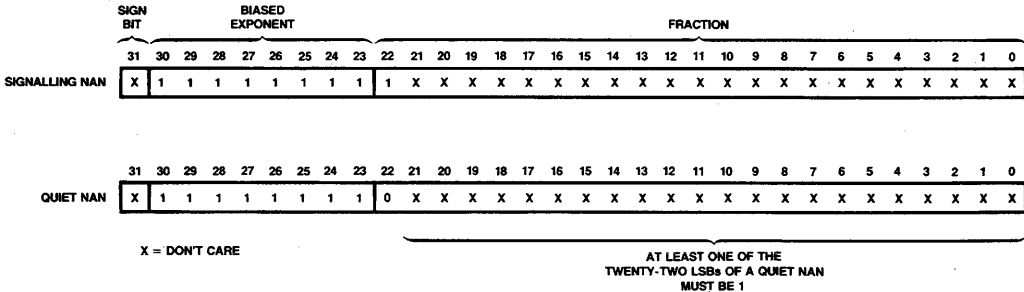 SIGN BIT
BIASED EXPONENT
FRACTION
31 30 29 28 27 26 25 24 23 22 21 20 19 18 17 16 15 14 13 12 11 10 9 8 7 6 5 4 3 2 1 0
SIGNALLING NAN X 1 1 1 1 1 1 1 1 1 X X X X X X X X X X X X X X X X X X X X X X
31 30 29 28 27 26 25 24 23 22 21 20 19 18 17 16 15 14 13 12 11 10 9 8 7 6 5 4 3 2 1 0
QUIET NAN X 1 1 1 1 1 1 1 1 0 X X X X X X X X X X X X X X X X X X X X X X
X = DON'T CARE
AT LEAST ONE OF THE
TWENTY-TWO LSBs OF A QUIET NAN
MUST BE 1